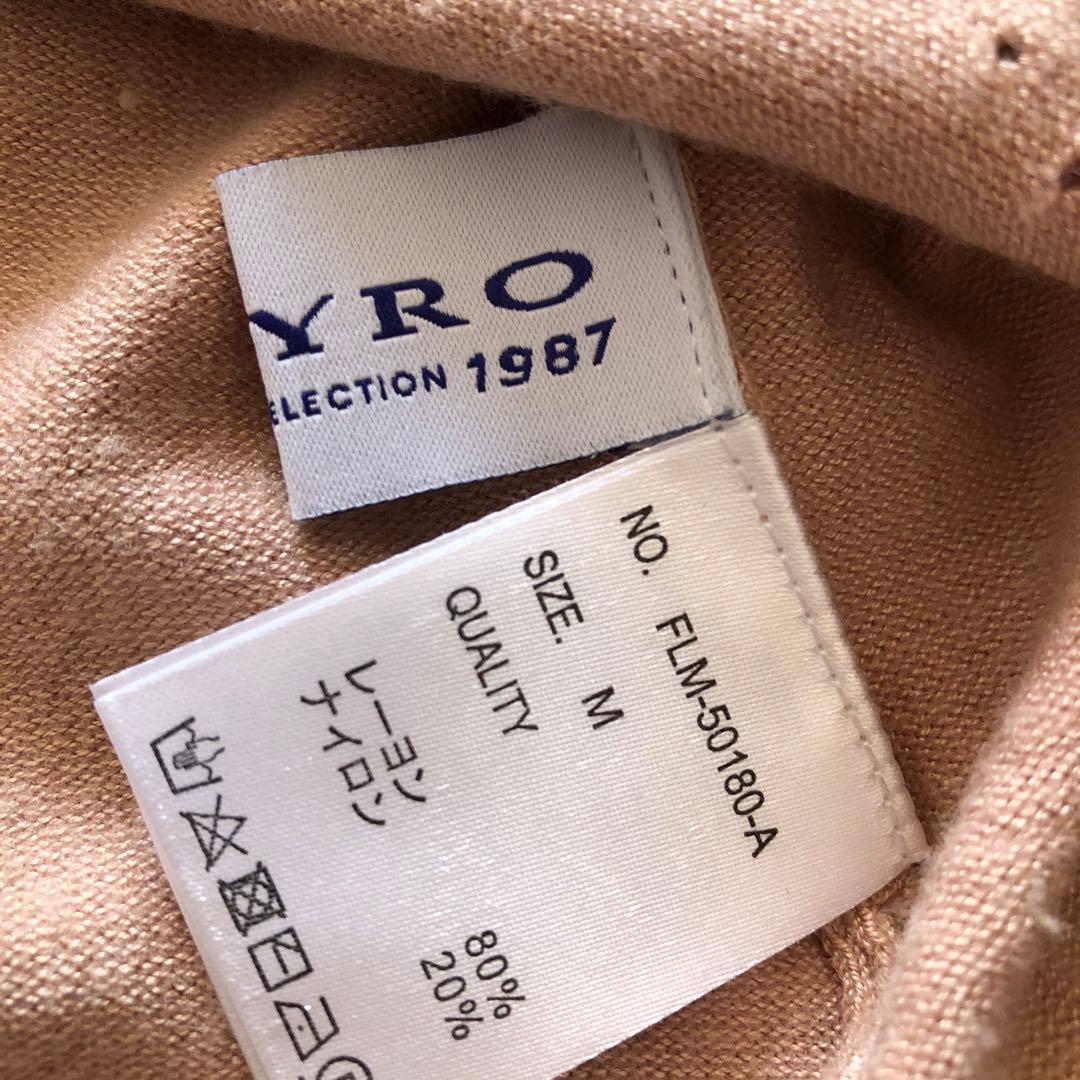 YRO
ELECTION 1987
NO. FLM-50180-A
SIZE. M
QUALITY
レーヨン 80%
ナイロン 20%